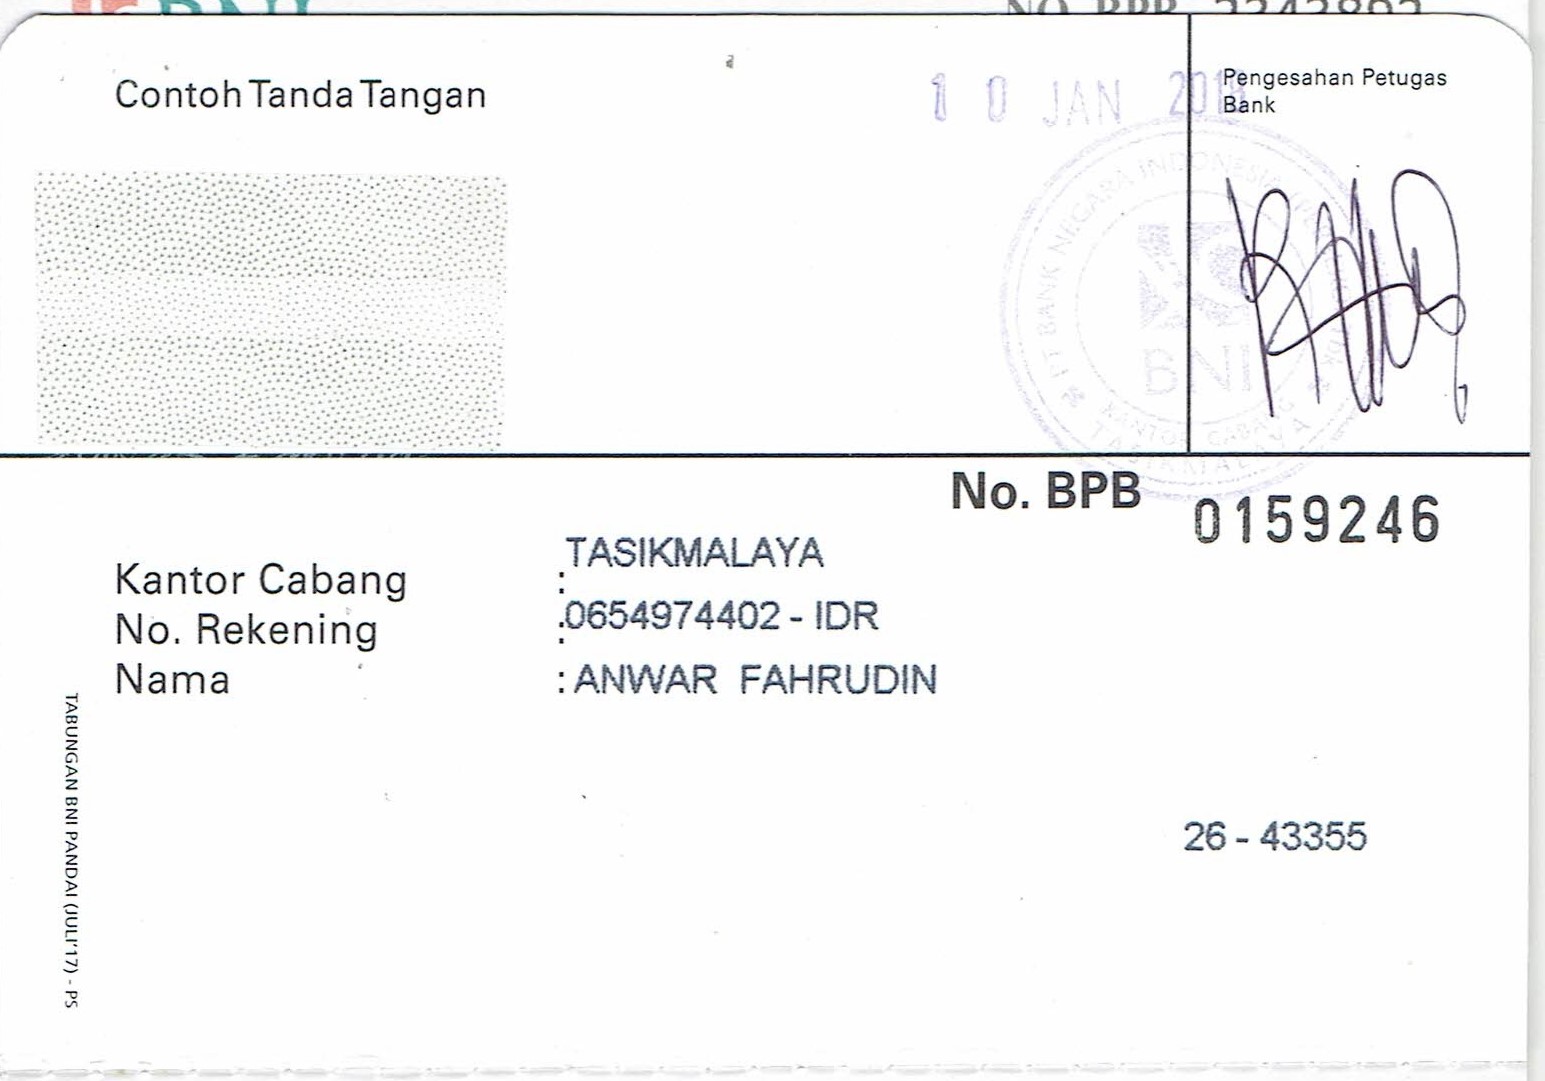 BNI
Contoh Tanda Tangan
10 JAN 2018
Pengesahan Petugas
Bank
PT BANK NEGARA INDONESIA
BNI
KANTOR CABANG
TASIKMALAYA
No. BPB 0159246
Kantor Cabang : TASIKMALAYA
No. Rekening : 0654974402 - IDR
Nama : ANWAR FAHRUDIN
26 - 43355
TABUNGAN BNI PANDAI (JULI'17) - PS